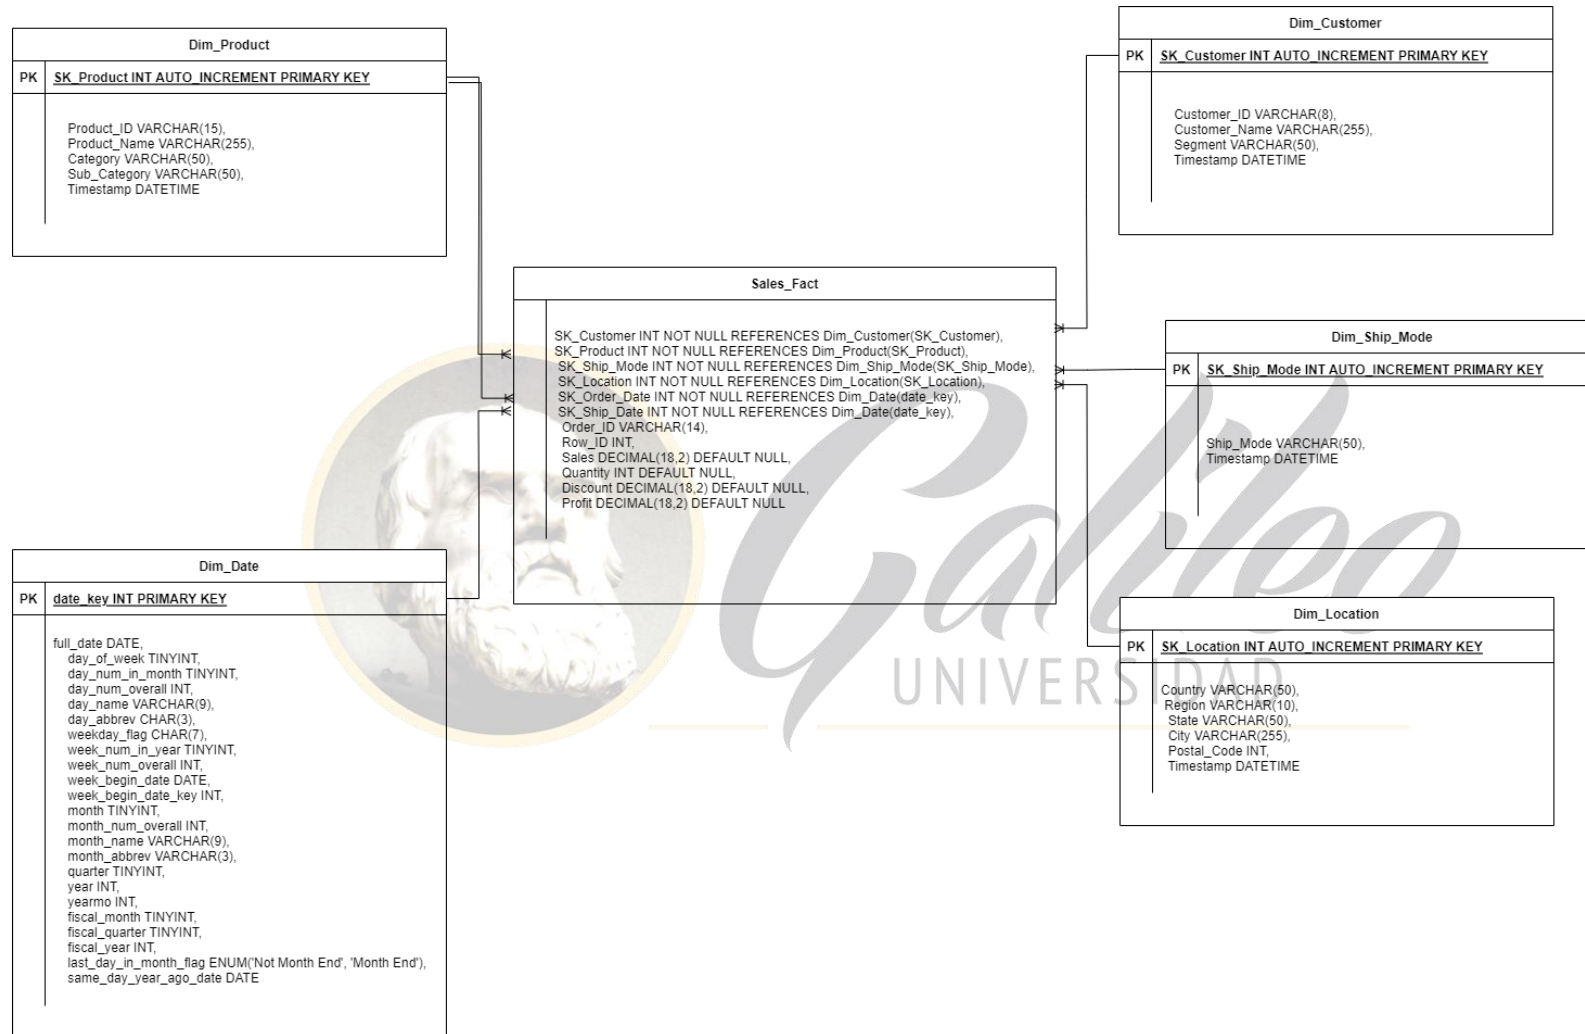 Dim_Product
PK SK_Product INT AUTO_INCREMENT PRIMARY KEY
Product_ID VARCHAR(15),
Product_Name VARCHAR(255),
Category VARCHAR(50),
Sub_Category VARCHAR(50),
Timestamp DATETIME
Dim_Customer
PK SK_Customer INT AUTO_INCREMENT PRIMARY KEY
Customer_ID VARCHAR(8),
Customer_Name VARCHAR(255),
Segment VARCHAR(50),
Timestamp DATETIME
Sales_Fact
SK_Customer INT NOT NULL REFERENCES Dim_Customer(SK_Customer),
SK_Product INT NOT NULL REFERENCES Dim_Product(SK_Product),
SK_Ship_Mode INT NOT NULL REFERENCES Dim_Ship_Mode(SK_Ship_Mode),
SK_Location INT NOT NULL REFERENCES Dim_Location(SK_Location),
SK_Order_Date INT NOT NULL REFERENCES Dim_Date(date_key),
SK_Ship_Date INT NOT NULL REFERENCES Dim_Date(date_key),
Order_ID VARCHAR(14),
Row_ID INT,
Sales DECIMAL(18,2) DEFAULT NULL,
Quantity INT DEFAULT NULL,
Discount DECIMAL(18,2) DEFAULT NULL,
Profit DECIMAL(18,2) DEFAULT NULL
Dim_Ship_Mode
PK SK_Ship_Mode INT AUTO_INCREMENT PRIMARY KEY
Ship_Mode VARCHAR(50),
Timestamp DATETIME
Dim_Date
PK date_key INT PRIMARY KEY
full_date DATE,
day_of_week TINYINT,
day_num_in_month TINYINT,
day_num_overall INT,
day_name VARCHAR(9),
day_abbrev CHAR(3),
weekday_flag CHAR(7),
week_num_in_year TINYINT,
week_num_overall INT,
week_begin_date DATE,
week_begin_date_key INT,
month TINYINT,
month_num_overall INT,
month_name VARCHAR(9),
month_abbrev VARCHAR(3),
quarter TINYINT,
year INT,
yearmo INT,
fiscal_month TINYINT,
fiscal_quarter TINYINT,
fiscal_year INT,
last_day_in_month_flag ENUM('Not Month End', 'Month End'),
same_day_year_ago_date DATE
Dim_Location
PK SK_Location INT AUTO_INCREMENT PRIMARY KEY
Country VARCHAR(50),
Region VARCHAR(10),
State VARCHAR(50),
City VARCHAR(255),
Postal_Code INT,
Timestamp DATETIME
Galileo
UNIVERSIDAD